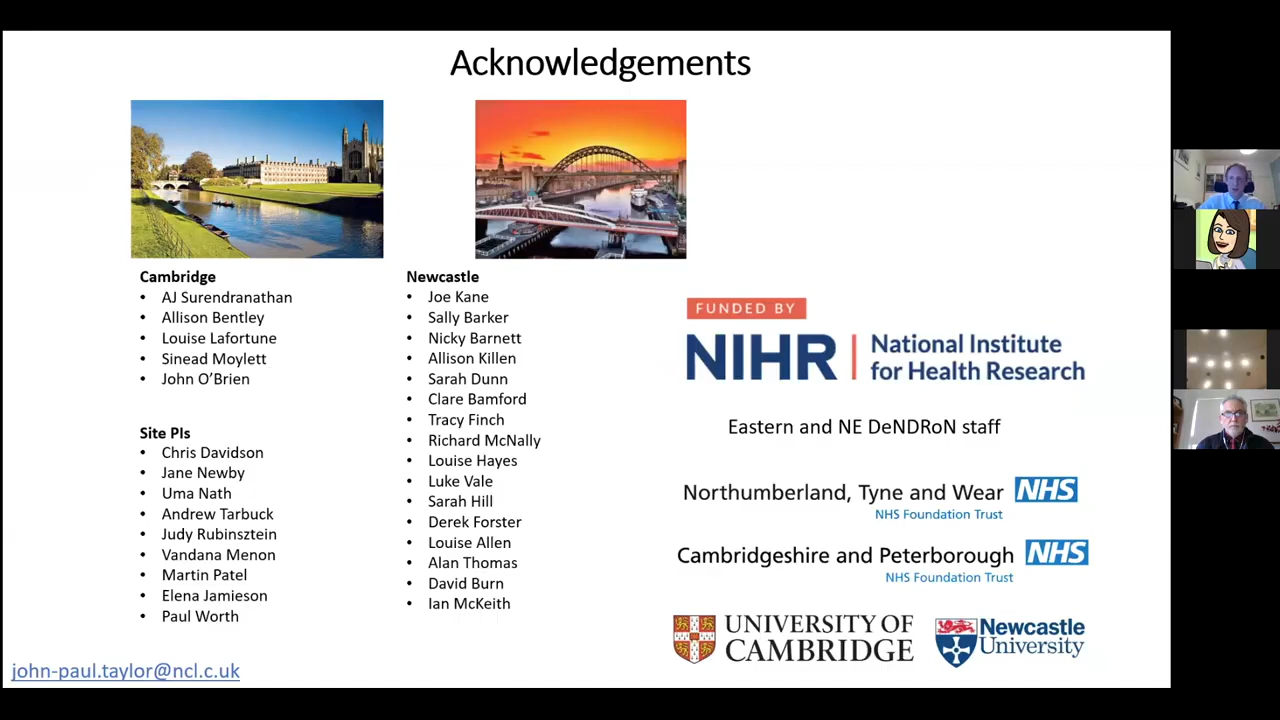 Acknowledgements
Cambridge
• AJ Surendranathan
• Allison Bentley
• Louise Lafortune
• Sinead Moylett
• John O’Brien
Site PIs
• Chris Davidson
• Jane Newby
• Uma Nath
• Andrew Tarbuck
• Judy Rubinsztein
• Vandana Menon
• Martin Patel
• Elena Jamieson
• Paul Worth
Newcastle
• Joe Kane
• Sally Barker
• Nicky Barnett
• Allison Killen
• Sarah Dunn
• Clare Bamford
• Tracy Finch
• Richard McNally
• Louise Hayes
• Luke Vale
• Sarah Hill
• Derek Forster
• Louise Allen
• Alan Thomas
• David Burn
• Ian McKeith
FUNDED BY
NIHR | National Institute
for Health Research
Eastern and NE DeNDRoN staff
Northumberland, Tyne and Wear NHS
NHS Foundation Trust
Cambridgeshire and Peterborough NHS
NHS Foundation Trust
UNIVERSITY OF
CAMBRIDGE
Newcastle
University
john-paul.taylor@ncl.c.uk